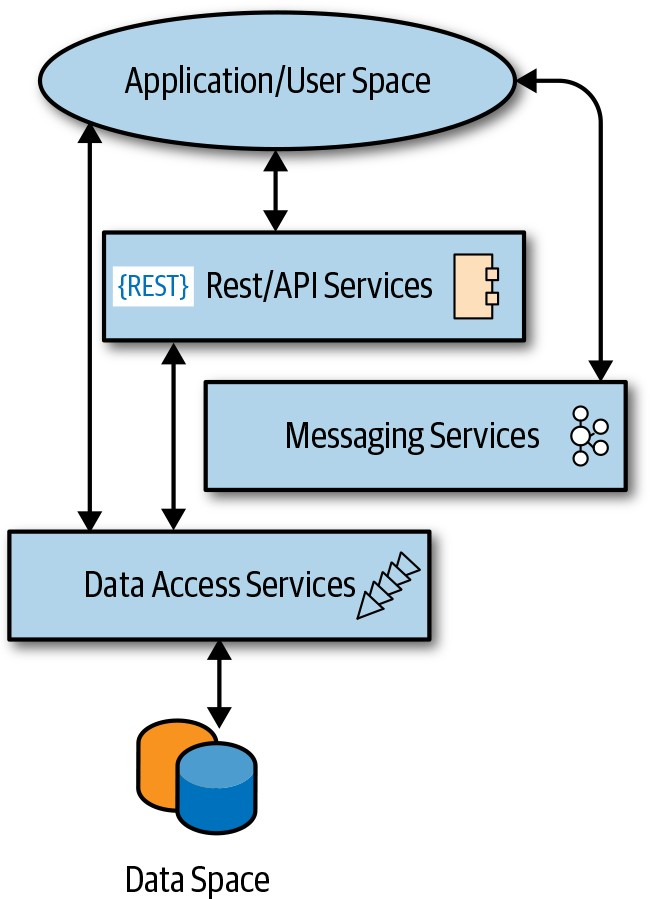 Application/User Space
{REST} Rest/API Services
Messaging Services
Data Access Services
Data Space